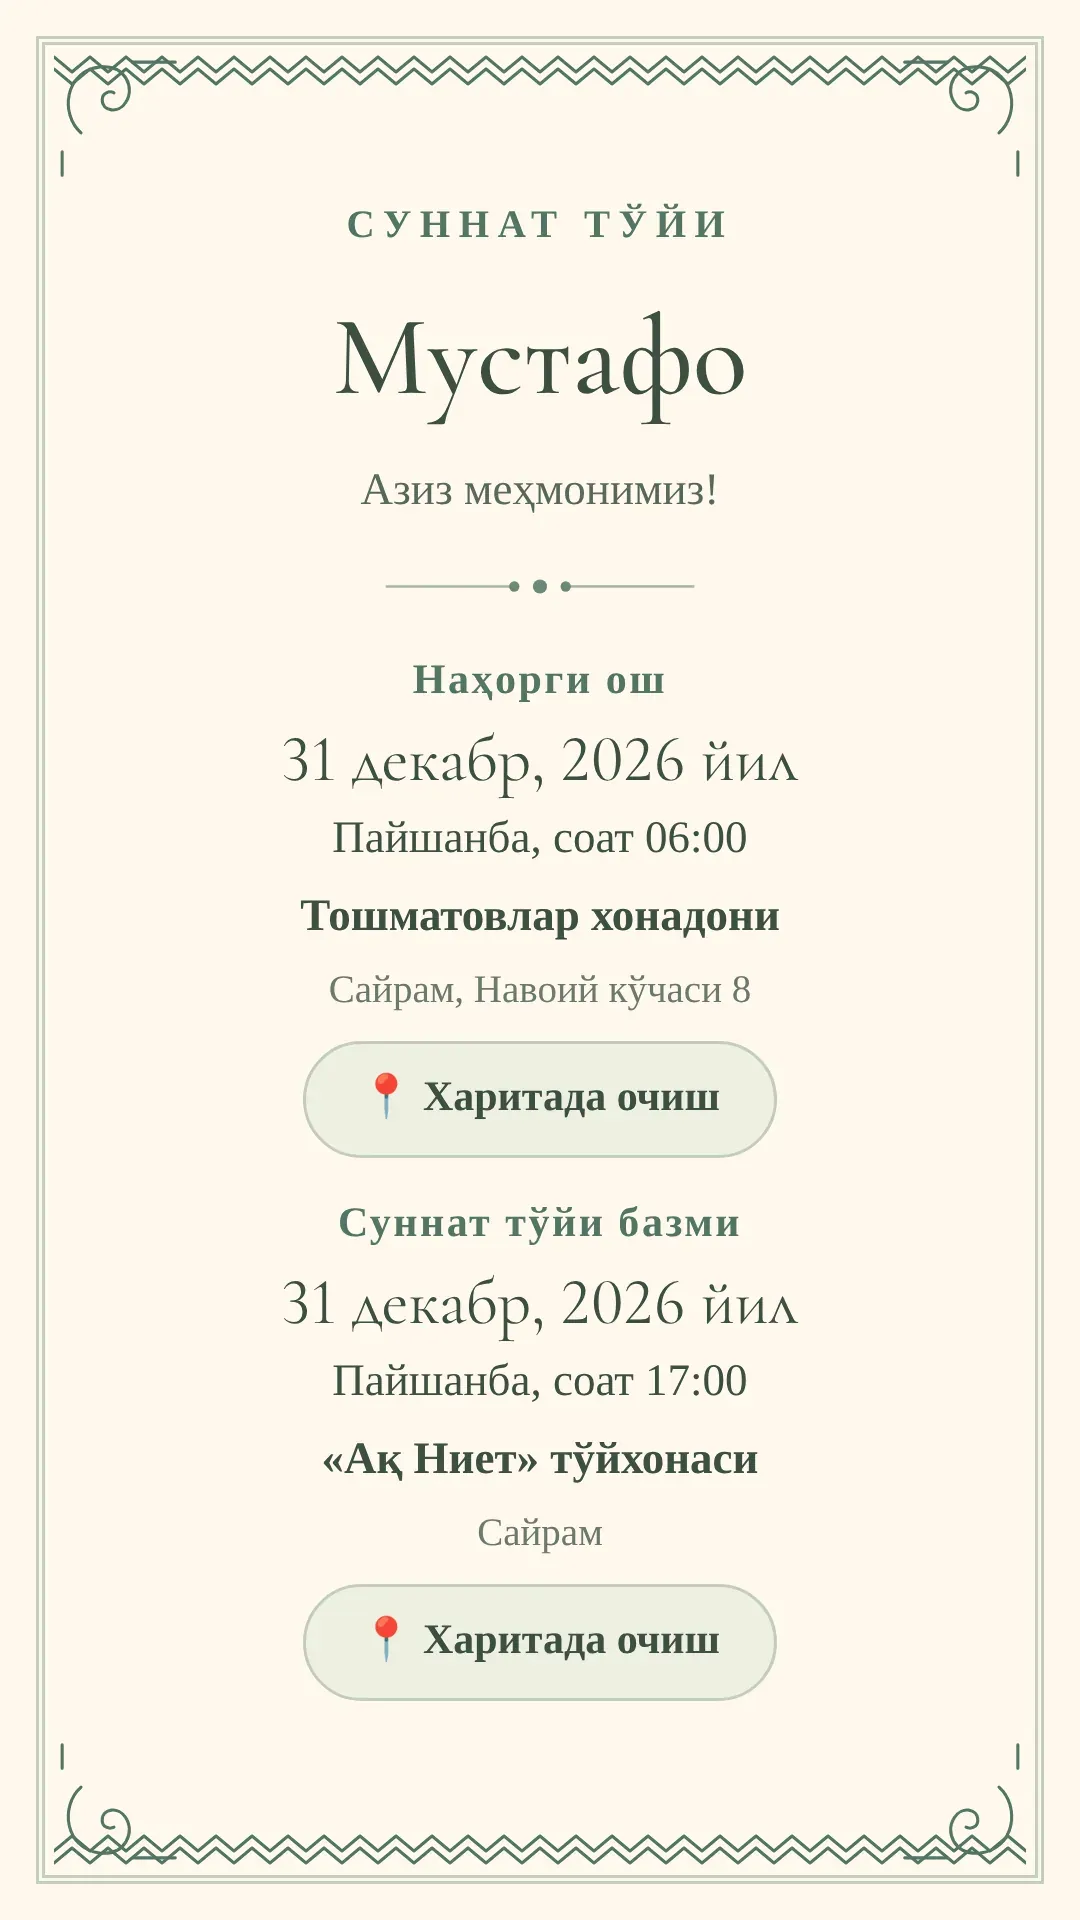 СУННАТ ТЎЙИ
Мустафо
Азиз меҳмонимиз!
Наҳорги ош
31 декабр, 2026 йил
Пайшанба, соат 06:00
Тошматовлар хонадони
Сайрам, Навоий кўчаси 8
📍 Харитада очиш
Суннат тўйи базми
31 декабр, 2026 йил
Пайшанба, соат 17:00
«Ақ Ниет» тўйхонаси
Сайрам
📍 Харитада очиш